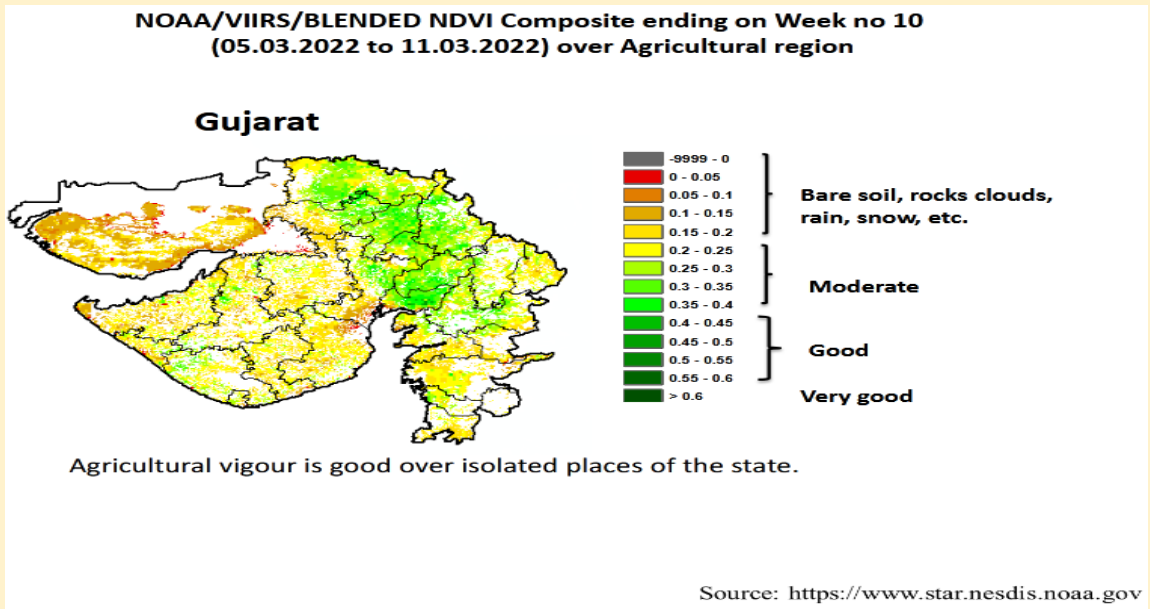 NOAA/VIIRS/BLENDED NDVI Composite ending on Week no 10
(05.03.2022 to 11.03.2022) over Agricultural region
Gujarat
-9999 - 0
0 - 0.05
0.05 - 0.1
0.1 - 0.15
0.15 - 0.2
0.2 - 0.25
0.25 - 0.3
0.3 - 0.35
0.35 - 0.4
0.4 - 0.45
0.45 - 0.5
0.5 - 0.55
0.55 - 0.6
> 0.6
Bare soil, rocks clouds,
rain, snow, etc.
Moderate
Good
Very good
Agricultural vigour is good over isolated places of the state.
Source: https://www.star.nesdis.noaa.gov